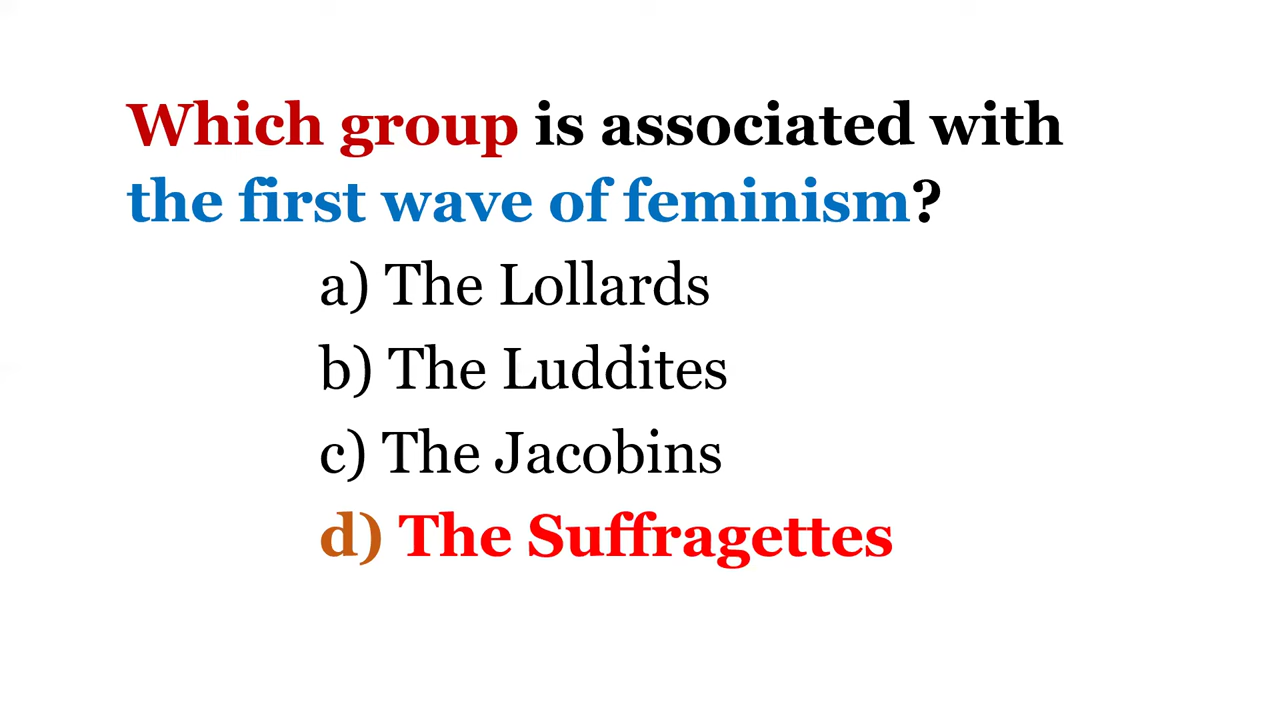 Which group is associated with
the first wave of feminism?
a) The Lollards
b) The Luddites
c) The Jacobins
d) The Suffragettes